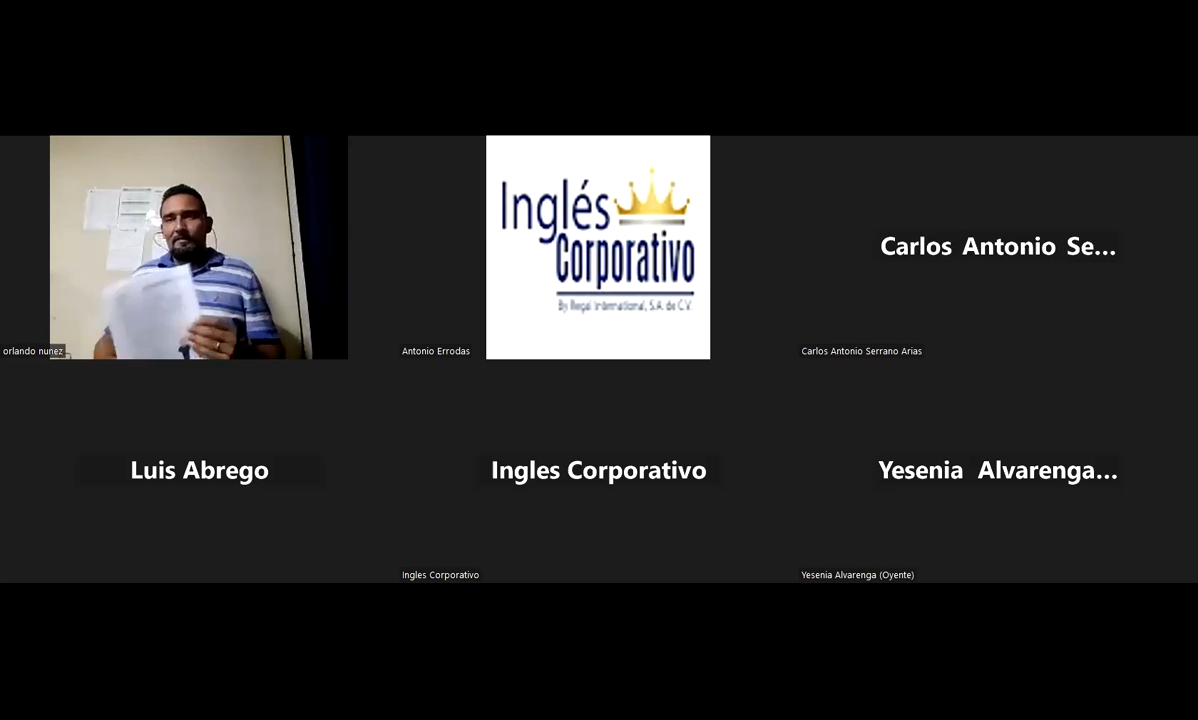 orlando nunez
Inglés
Corporativo
By Regal International, S.A. de C.V.
Antonio Errodas
Carlos Antonio Se...
Carlos Antonio Serrano Arias
Luis Abrego
Ingles Corporativo
Ingles Corporativo
Yesenia Alvarenga...
Yesenia Alvarenga (Oyente)